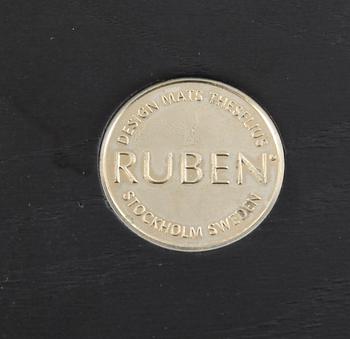 DESIGN MATS THESELIUS
RUBEN
STOCKHOLM SWEDEN